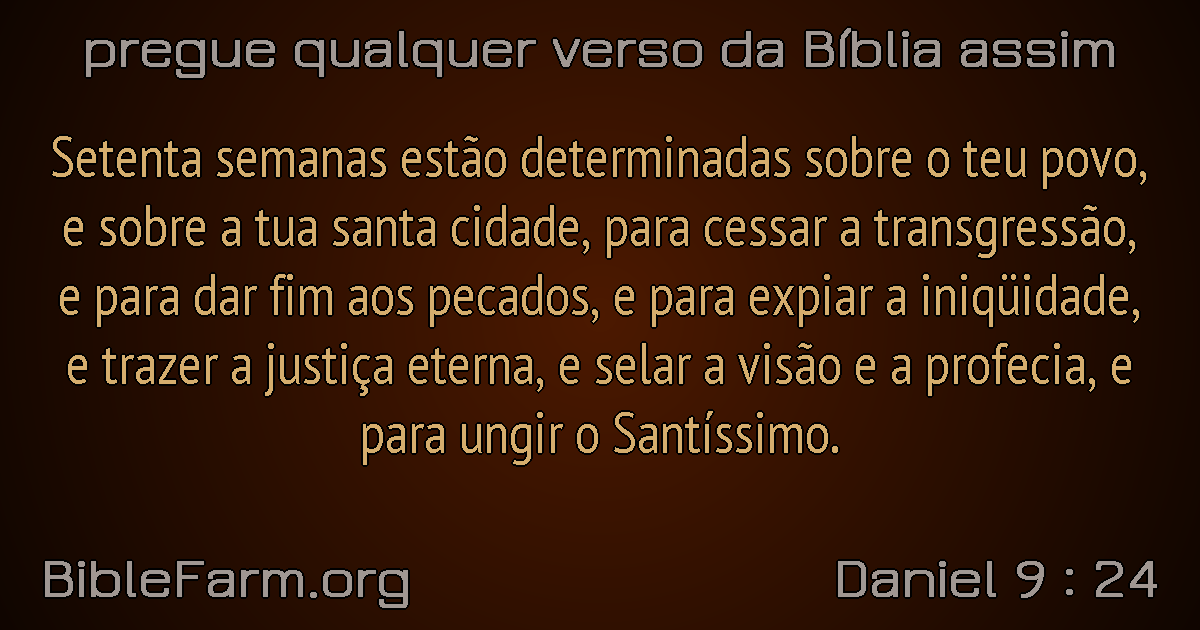 pregue qualquer verso da Bíblia assim
Setenta semanas estão determinadas sobre o teu povo,
e sobre a tua santa cidade, para cessar a transgressão,
e para dar fim aos pecados, e para expiar a iniqüidade,
e trazer a justiça eterna, e selar a visão e a profecia, e
para ungir o Santíssimo.
BibleFarm.org
Daniel 9 : 24